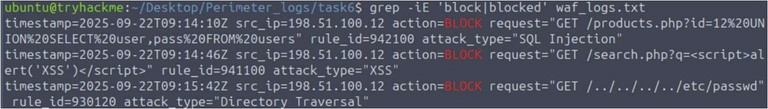 ubuntu@tryhackme:~/Desktop/Perimeter_logs/task6$ grep -iE 'block|blocked' waf_logs.txt
timestamp=2025-09-22T09:14:10Z src_ip=198.51.100.12 action=BLOCK request="GET /products.php?id=12%20UN
ION%20SELECT%20user,pass%20FROM%20users" rule_id=942100 attack_type="SQL Injection"
timestamp=2025-09-22T09:14:46Z src_ip=198.51.100.12 action=BLOCK request="GET /search.php?q=<script>al
ert('XSS')</script>" rule_id=941100 attack_type="XSS"
timestamp=2025-09-22T09:15:42Z src_ip=198.51.100.12 action=BLOCK request="GET /../../../../etc/passwd"
rule_id=930120 attack_type="Directory Traversal"